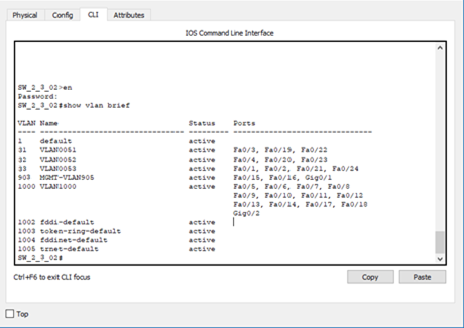 Physical Config CLI Attributes
IOS Command Line Interface
SW_2_3_02>en
Password:
SW_2_3_02#show vlan brief
VLAN Name Status Ports
---- -------------------------------- --------- -------------------------------
1 default active
31 VLAN0051 active Fa0/3, Fa0/19, Fa0/22
32 VLAN0052 active Fa0/4, Fa0/20, Fa0/23
33 VLAN0053 active Fa0/1, Fa0/2, Fa0/21, Fa0/24
903 MGMT-VLAN905 active Fa0/15, Fa0/16, Gig0/1
1000 VLAN1000 active Fa0/5, Fa0/6, Fa0/7, Fa0/8
Fa0/9, Fa0/10, Fa0/11, Fa0/12
Fa0/13, Fa0/14, Fa0/17, Fa0/18
Gig0/2
1002 fddi-default active
1003 token-ring-default active
1004 fddinet-default active
1005 trnet-default active
SW_2_3_02#
Ctrl+F6 to exit CLI focus
Copy Paste
Top